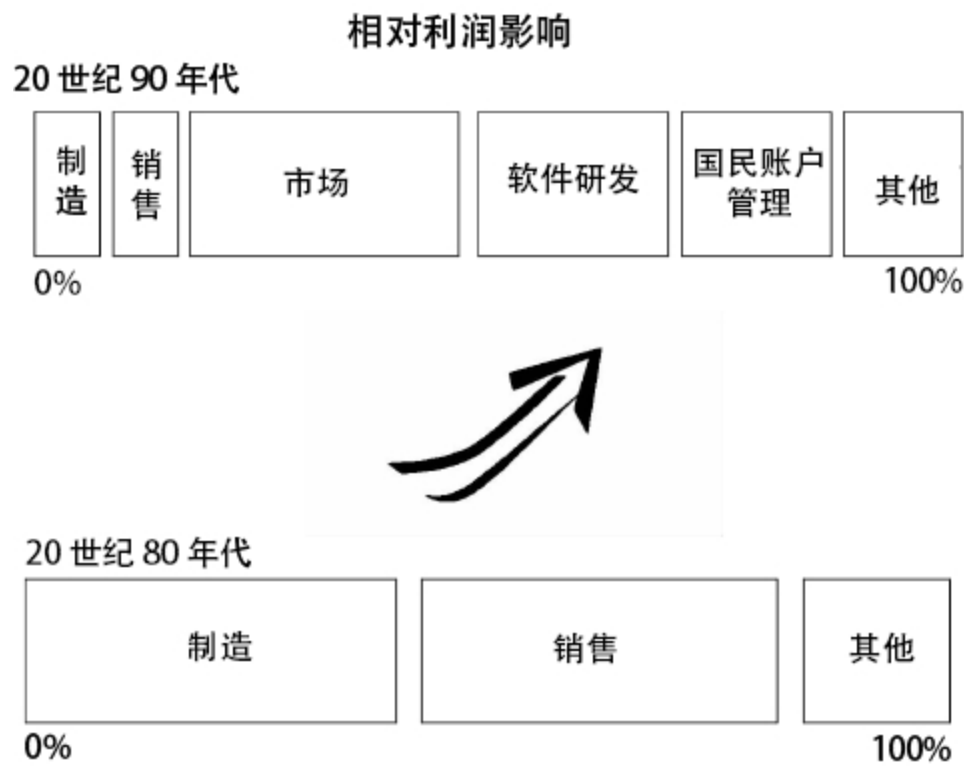 相对利润影响
20 世纪 90 年代
制造
销售
市场
软件研发
国民账户
管理
其他
0%
100%
20 世纪 80 年代
制造
销售
其他
0%
100%